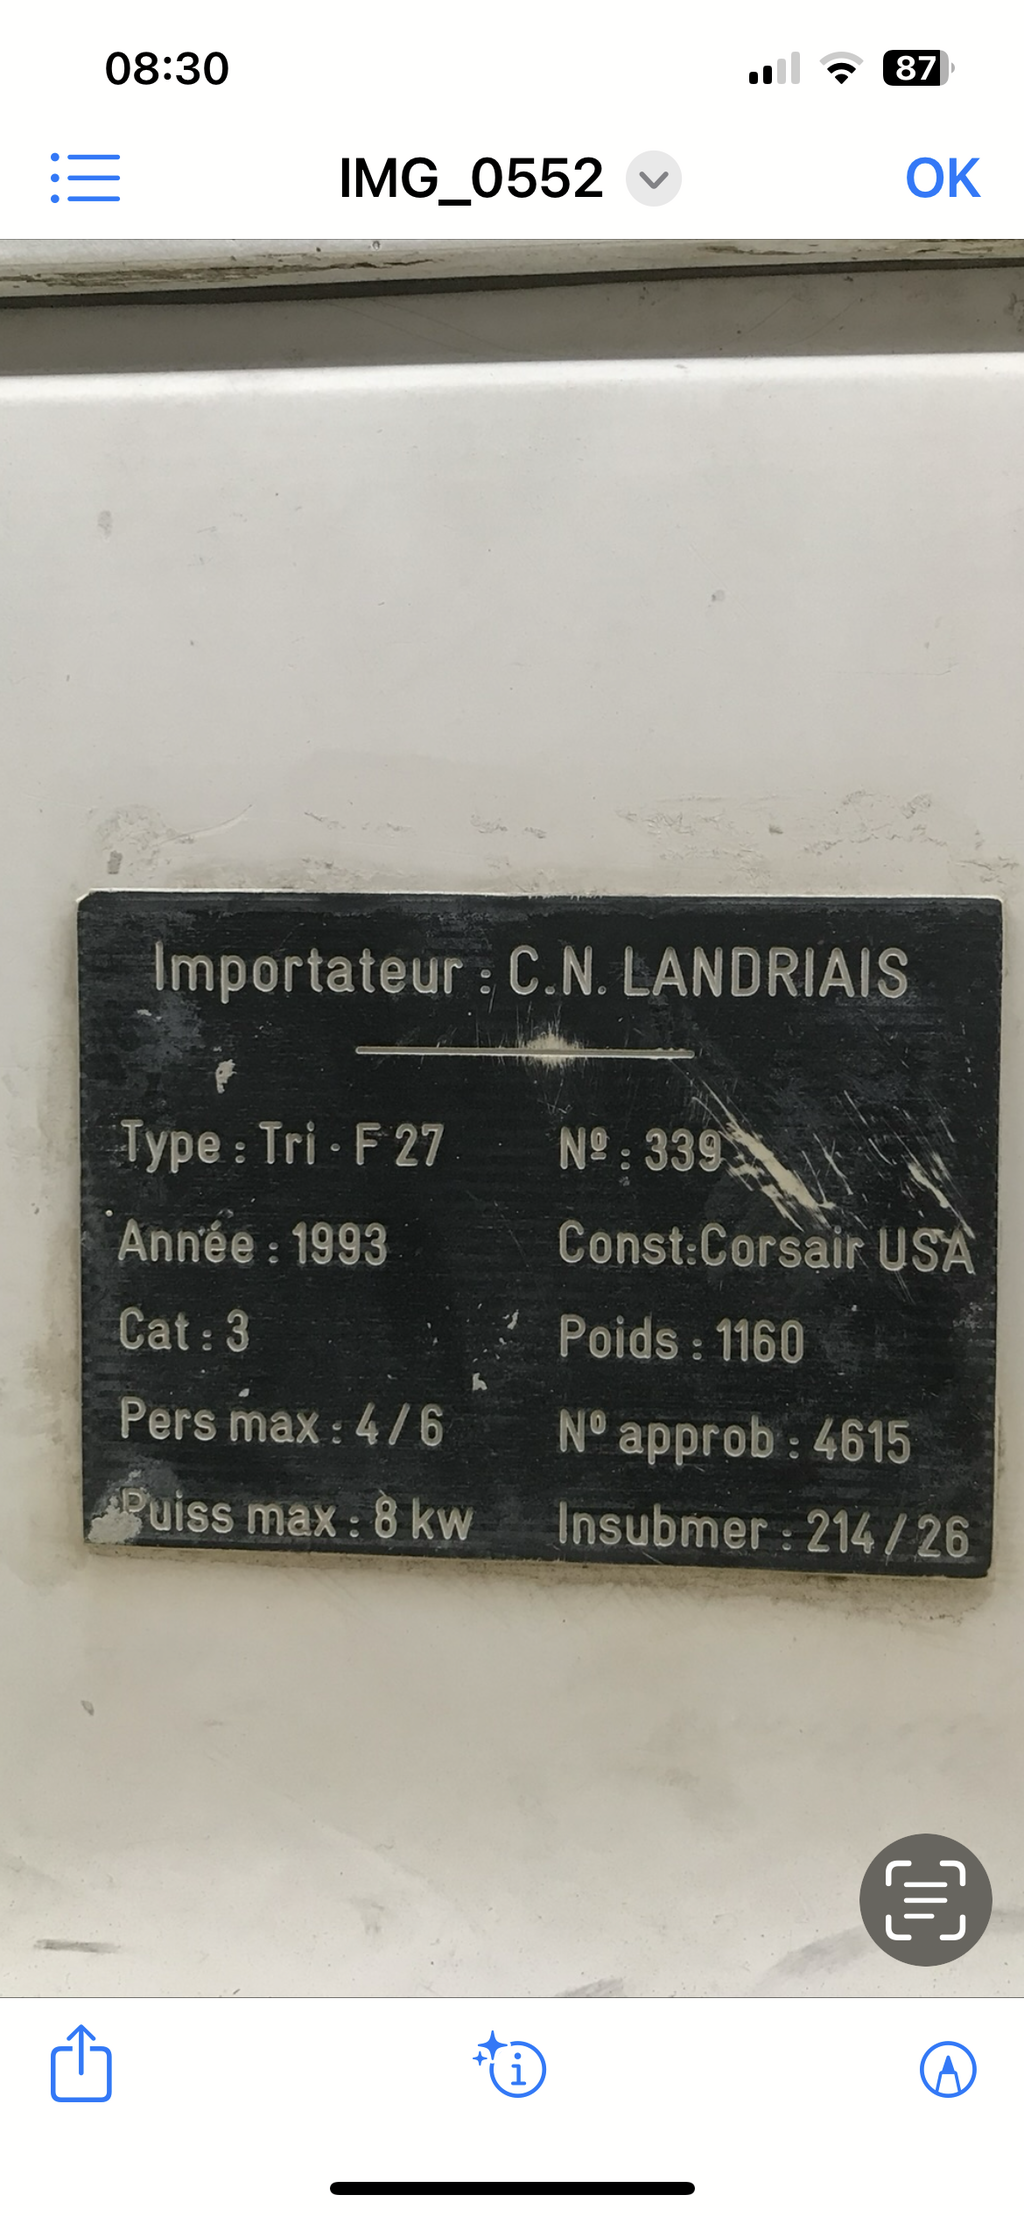 08:30
87
IMG_0552
OK
Importateur : C.N. LANDRIAIS
Type : Tri - F 27
Nº : 339
Année : 1993
Const:Corsair USA
Cat : 3
Poids : 1160
Pers max : 4/6
Nº approb : 4615
Puiss max : 8 kw
Insubmer : 214/26